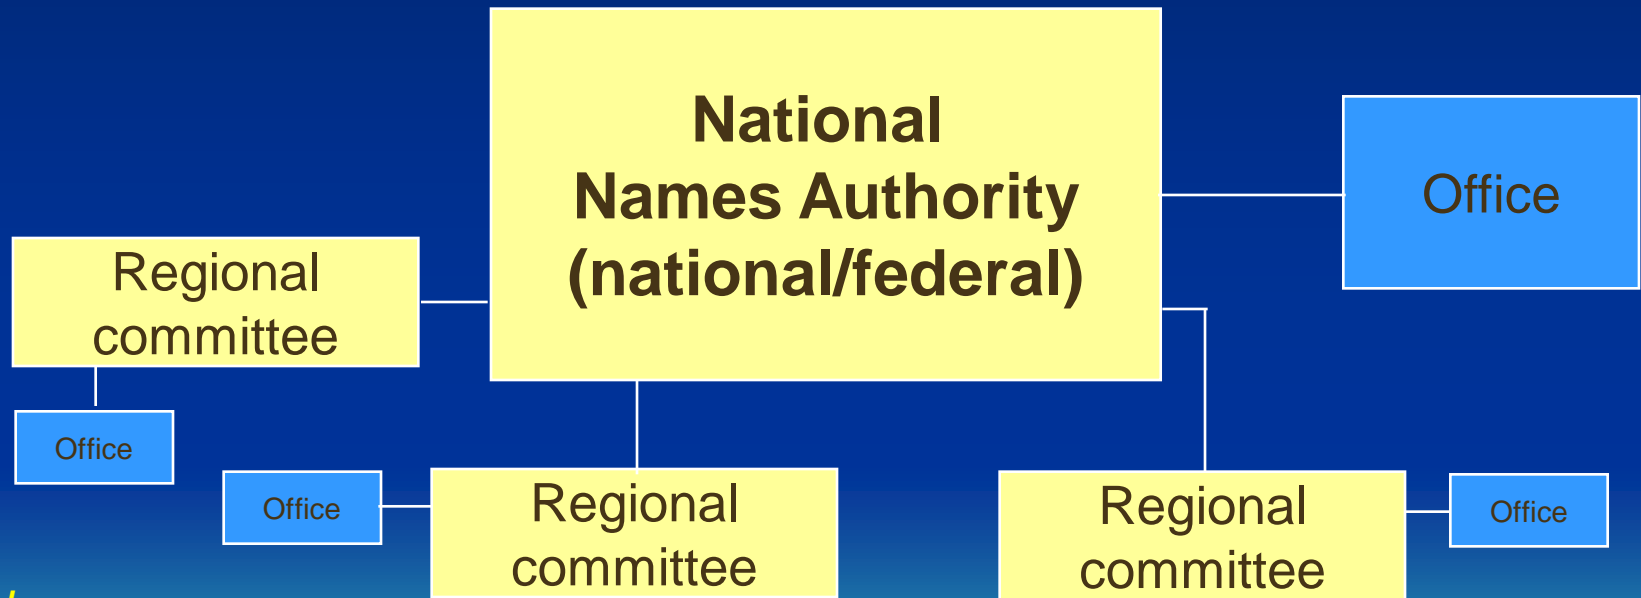 National
Names Authority
(national/federal)
Office
Regional
committee
Office
Office
Regional
committee
Regional
committee
Office